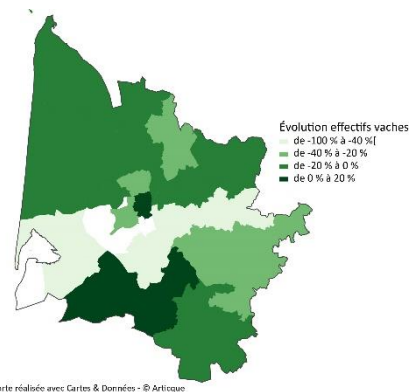 Évolution effectifs vaches
de -100 % à -40 %[
de -40 % à -20 %
de -20 % à 0 %
de 0 % à 20 %
arte réalisée avec Cartes & Données - © Articque